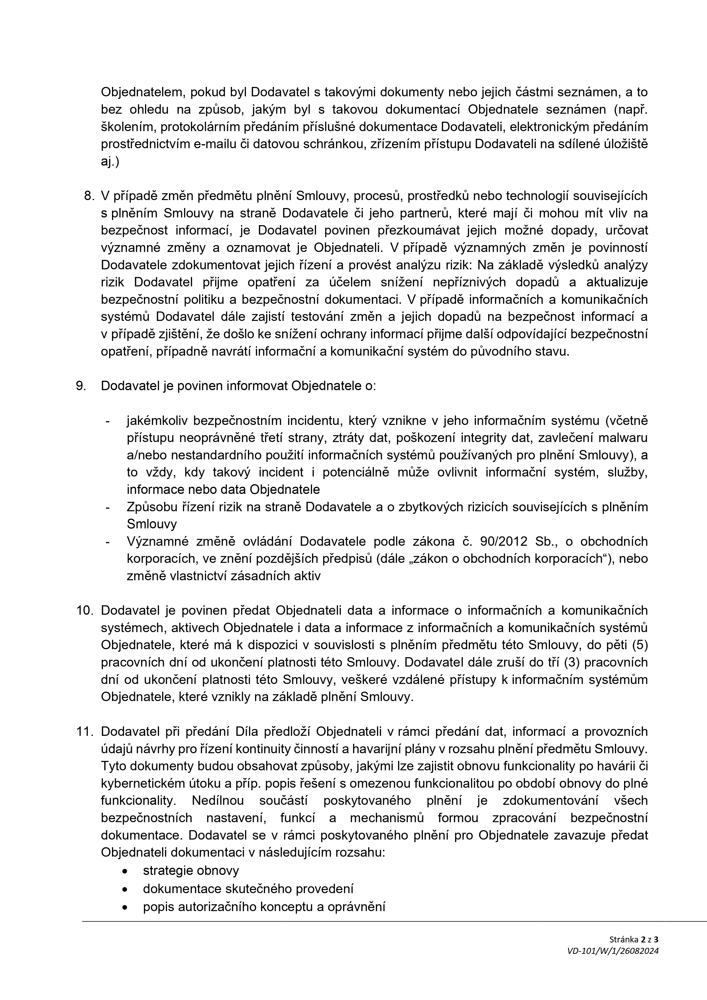 Objednatelem, pokud byl Dodavatel s takovými dokumenty nebo jejich částmi seznámen, a to
bez ohledu na způsob, jakým byl s takovou dokumentací Objednatele seznámen (např.
školením, protokolárním předáním příslušné dokumentace Dodavateli, elektronickým předáním
prostřednictvím e-mailu či datovou schránkou, zřízením přístupu Dodavateli na sdílené úložiště
aj.)
8. V případě změn předmětu plnění Smlouvy, procesů, prostředků nebo technologií souvisejících
s plněním Smlouvy na straně Dodavatele či jeho partnerů, které mají či mohou mít vliv na
bezpečnost informací, je Dodavatel povinen přezkoumávat jejich možné dopady, určovat
významné změny a oznamovat je Objednateli. V případě významných změn je povinností
Dodavatele zdokumentovat jejich řízení a provést analýzu rizik: Na základě výsledků analýzy
rizik Dodavatel přijme opatření za účelem snížení nepříznivých dopadů a aktualizuje
bezpečnostní politiku a bezpečnostní dokumentaci. V případě informačních a komunikačních
systémů Dodavatel dále zajistí testování změn a jejich dopadů na bezpečnost informací a
v případě zjištění, že došlo ke snížení ochrany informací přijme další odpovídající bezpečnostní
opatření, případně navrátí informační a komunikační systém do původního stavu.
9. Dodavatel je povinen informovat Objednatele o:
- jakémkoliv bezpečnostním incidentu, který vznikne v jeho informačním systému (včetně
přístupu neoprávněné třetí strany, ztráty dat, poškození integrity dat, zavlečení malwaru
a/nebo nestandardního použití informačních systémů používaných pro plnění Smlouvy), a
to vždy, kdy takový incident i potenciálně může ovlivnit informační systém, služby,
informace nebo data Objednatele
- Způsobu řízení rizik na straně Dodavatele a o zbytkových rizicích souvisejících s plněním
Smlouvy
- Významné změně ovládání Dodavatele podle zákona č. 90/2012 Sb., o obchodních
korporacích, ve znění pozdějších předpisů (dále „zákon o obchodních korporacích“), nebo
změně vlastnictví zásadních aktiv
10. Dodavatel je povinen předat Objednateli data a informace o informačních a komunikačních
systémech, aktivech Objednatele i data a informace z informačních a komunikačních systémů
Objednatele, které má k dispozici v souvislosti s plněním předmětu této Smlouvy, do pěti (5)
pracovních dní od ukončení platnosti této Smlouvy. Dodavatel dále zruší do tří (3) pracovních
dní od ukončení platnosti této Smlouvy, veškeré vzdálené přístupy k informačním systémům
Objednatele, které vznikly na základě plnění Smlouvy.
11. Dodavatel při předání Díla předloží Objednateli v rámci předání dat, informací a provozních
údajů návrhy pro řízení kontinuity činností a havarijní plány v rozsahu plnění předmětu Smlouvy.
Tyto dokumenty budou obsahovat způsoby, jakými lze zajistit obnovu funkcionality po havárii či
kybernetickém útoku a příp. popis řešení s omezenou funkcionalitou po období obnovy do plné
funkcionality. Nedílnou součástí poskytovaného plnění je zdokumentování všech
bezpečnostních nastavení, funkcí a mechanismů formou zpracování bezpečnostní
dokumentace. Dodavatel se v rámci poskytovaného plnění pro Objednatele zavazuje předat
Objednateli dokumentaci v následujícím rozsahu:
• strategie obnovy
• dokumentace skutečného provedení
• popis autorizačního konceptu a oprávnění
Stránka 2 z 3
VD-101/W/1/26082024